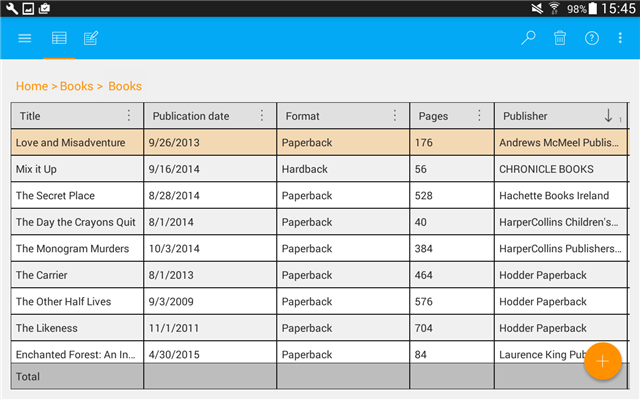 98% 15:45
Home > Books > Books
Title Publication date Format Pages Publisher 1
Love and Misadventure 9/26/2013 Paperback 176 Andrews McMeel Publis...
Mix it Up 9/16/2014 Hardback 56 CHRONICLE BOOKS
The Secret Place 8/28/2014 Paperback 528 Hachette Books Ireland
The Day the Crayons Quit 8/1/2014 Paperback 40 HarperCollins Children's...
The Monogram Murders 10/3/2014 Paperback 384 HarperCollins Publishers...
The Carrier 8/1/2013 Paperback 464 Hodder Paperback
The Other Half Lives 9/3/2009 Paperback 576 Hodder Paperback
The Likeness 11/1/2011 Paperback 704 Hodder Paperback
Enchanted Forest: An In... 4/30/2015 Paperback 84 Laurence King Pub
Total